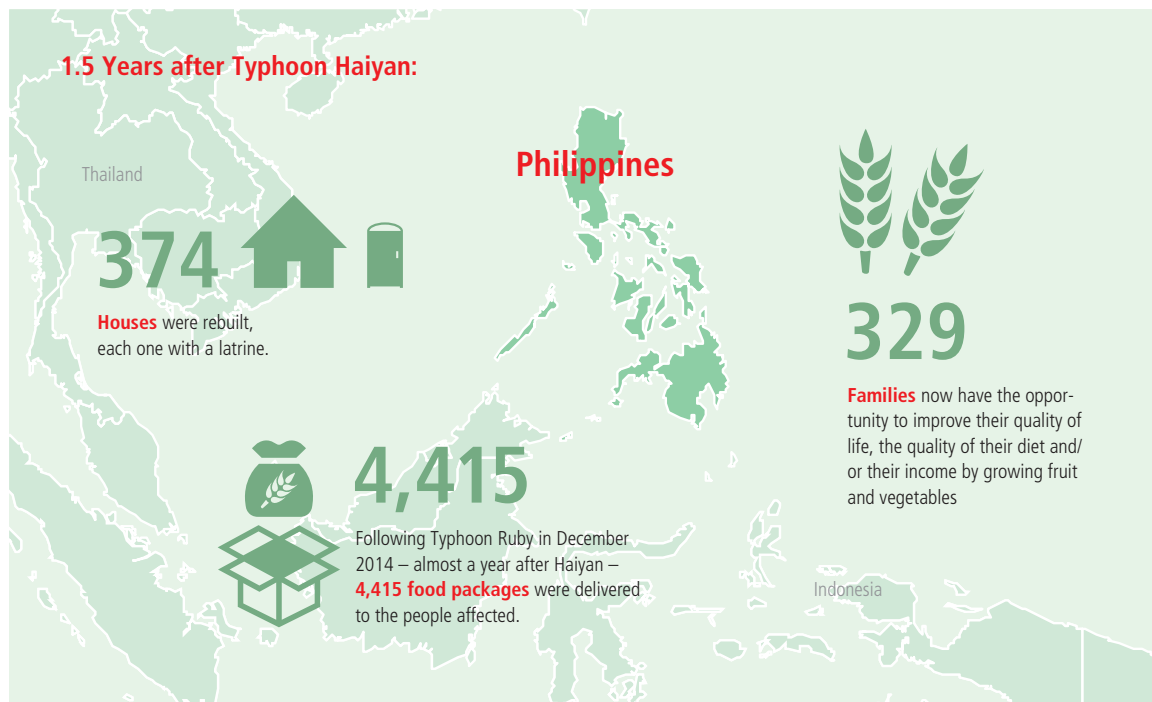 1.5 Years after Typhoon Haiyan:
Philippines
Thailand
374
Houses were rebuilt,
each one with a latrine.
329
Families now have the oppor-
tunity to improve their quality of
life, the quality of their diet and/
or their income by growing fruit
and vegetables
4,415
Following Typhoon Ruby in December
2014 – almost a year after Haiyan –
4,415 food packages were delivered
to the people affected.
Indonesia